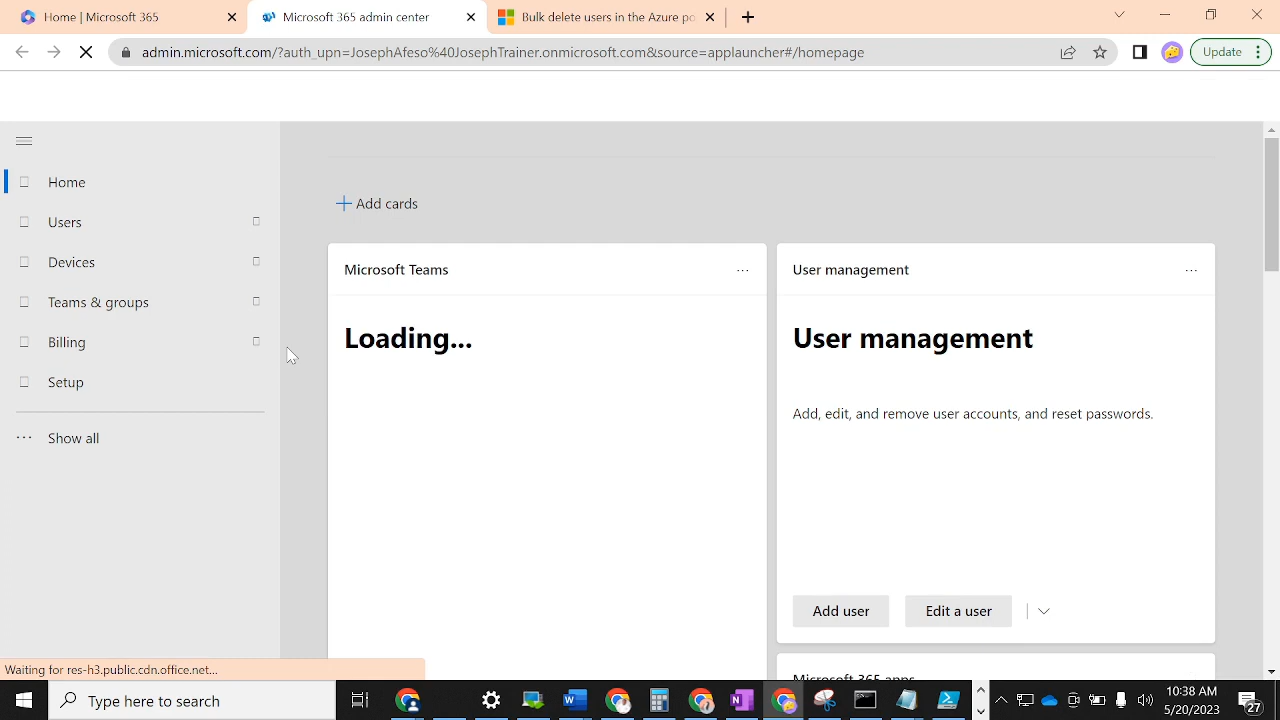 Home | Microsoft 365
Microsoft 365 admin center
Bulk delete users in the Azure po
admin.microsoft.com/?auth_upn=JosephAfeso%40JosephTrainer.onmicrosoft.com&source=applauncher#/homepage
Update
Home
Users
Devices
Teams & groups
Billing
Setup
Show all
Add cards
Microsoft Teams
Loading...
User management
User management
Add, edit, and remove user accounts, and reset passwords.
Add user
Edit a user
Microsoft 365 apps
Waiting for res-h3.public.cdn.office.net...
Type here to search
10:38 AM
5/20/2023
27